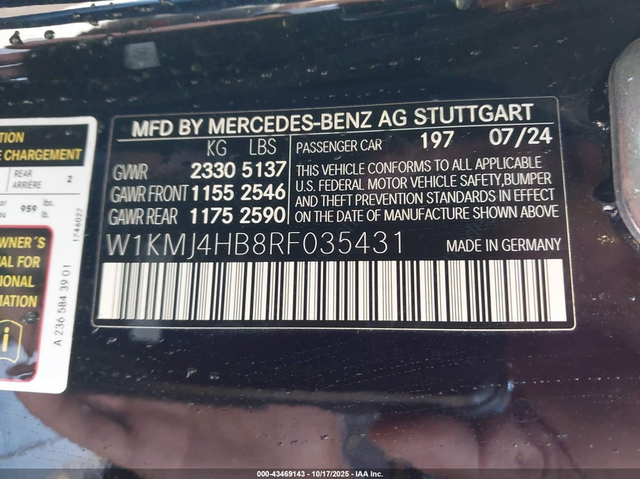 MFD BY MERCEDES-BENZ AG STUTTGART
KG LBS
GVWR 2330 5137
GAWR FRONT 1155 2546
GAWR REAR 1175 2590
PASSENGER CAR 197 07/24
THIS VEHICLE CONFORMS TO ALL APPLICABLE
U.S. FEDERAL MOTOR VEHICLE SAFETY,BUMPER
AND THEFT PREVENTION STANDARDS IN EFFECT
ON THE DATE OF MANUFACTURE SHOWN ABOVE
W1KMJ4HB8RF035431
MADE IN GERMANY
CHARGEMENT
REAR
ARRIÈRE 2
959 lbs
1746027
OWNER´S
FOR
MATION
i
A 236 584 39 01
000-43469143 - 10/17/2025 - IAA Inc.